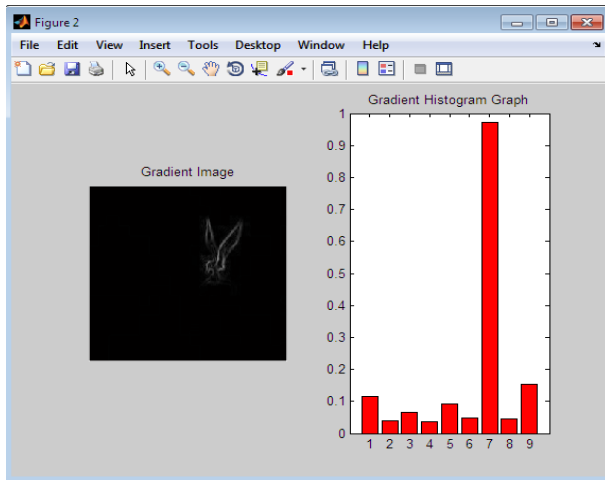 Figure 2
File Edit View Insert Tools Desktop Window Help
Gradient Image
Gradient Histogram Graph
1
0.9
0.8
0.7
0.6
0.5
0.4
0.3
0.2
0.1
0
1 2 3 4 5 6 7 8 9